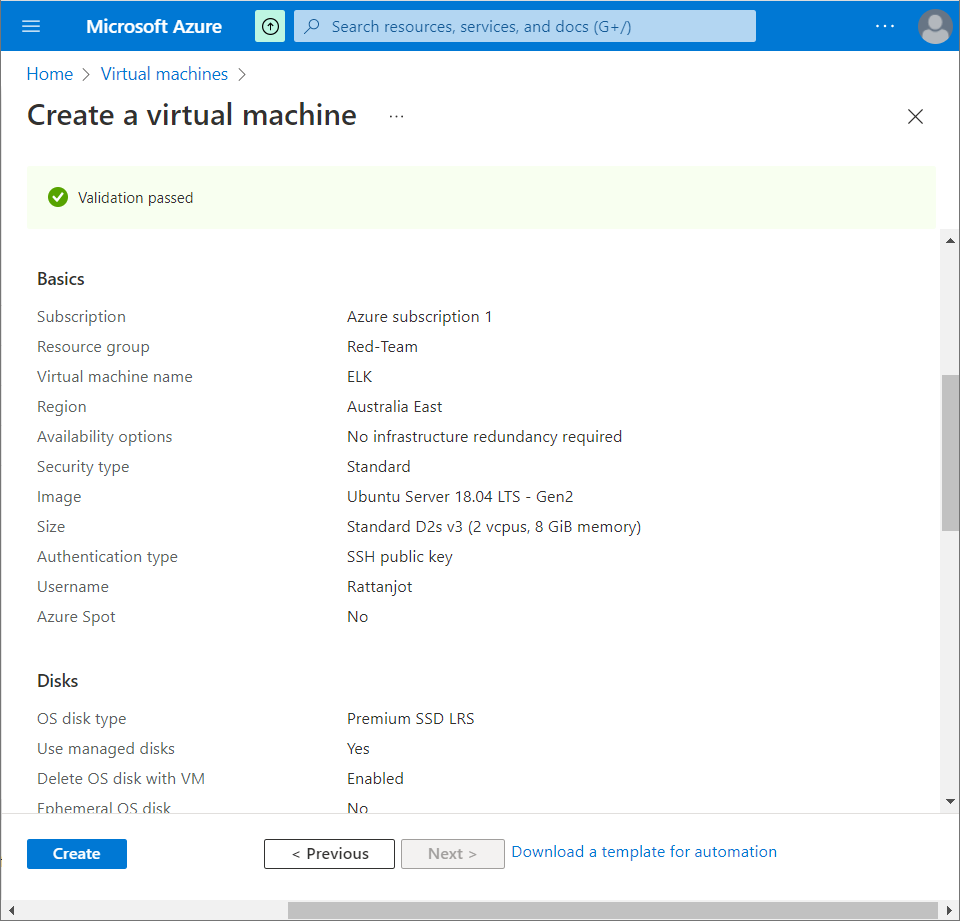 Microsoft Azure
Search resources, services, and docs (G+/)
Home > Virtual machines >
Create a virtual machine ...
Validation passed
Basics
Subscription Azure subscription 1
Resource group Red-Team
Virtual machine name ELK
Region Australia East
Availability options No infrastructure redundancy required
Security type Standard
Image Ubuntu Server 18.04 LTS - Gen2
Size Standard D2s v3 (2 vcpus, 8 GiB memory)
Authentication type SSH public key
Username Rattanjot
Azure Spot No
Disks
OS disk type Premium SSD LRS
Use managed disks Yes
Delete OS disk with VM Enabled
Ephemeral OS disk No
Create < Previous Next > Download a template for automation